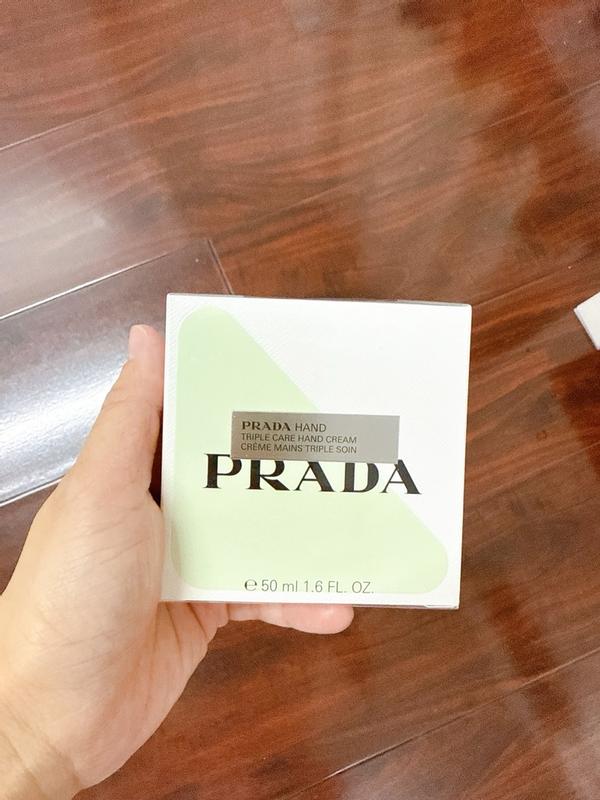 PRADA HAND
TRIPLE CARE HAND CREAM
CRÈME MAINS TRIPLE SOIN
PRADA
℮ 50 ml 1.6 FL. OZ.